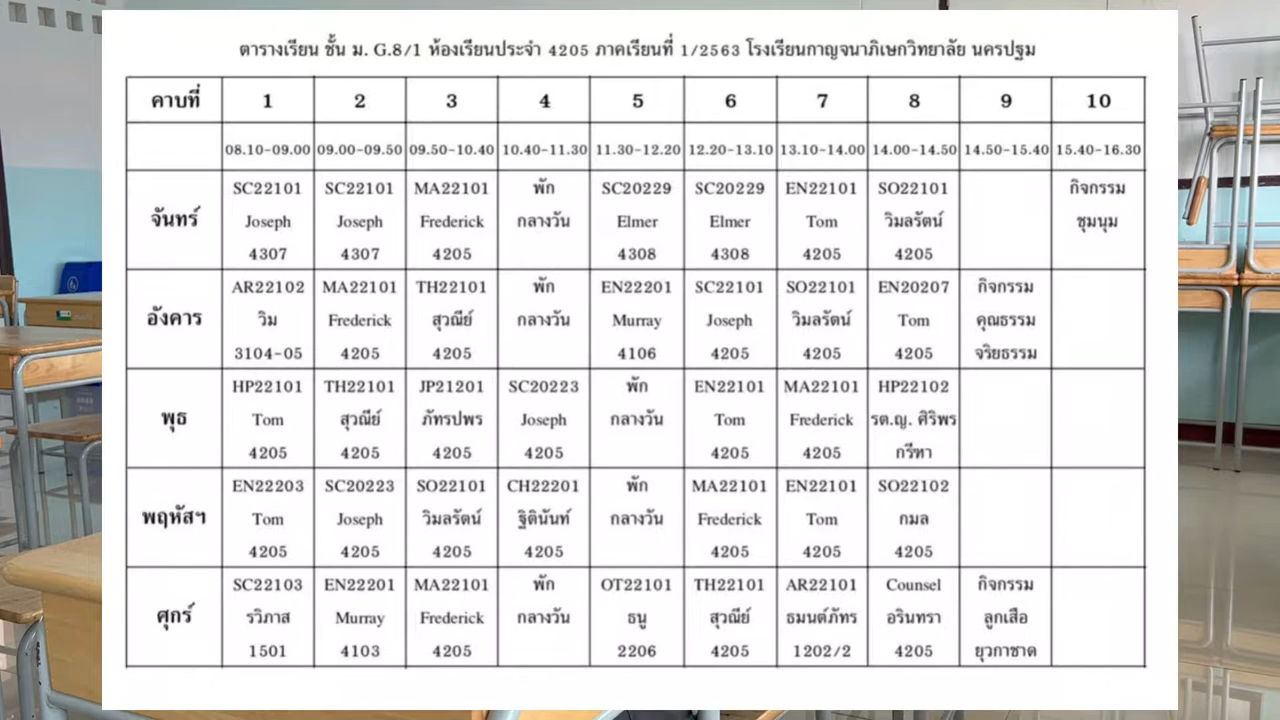 ตารางเรียน ชั้น ม. G.8/1 ห้องเรียนประจำ 4205 ภาคเรียนที่ 1/2563 โรงเรียนกาญจนาภิเษกวิทยาลัย นครปฐม
คาบที่ 1 2 3 4 5 6 7 8 9 10
08.10-09.00 09.00-09.50 09.50-10.40 10.40-11.30 11.30-12.20 12.20-13.10 13.10-14.00 14.00-14.50 14.50-15.40 15.40-16.30
SC22101 SC22101 MA22101 พัก SC20229 SC20229 EN22101 SO22101 กิจกรรม
จันทร์ Joseph Joseph Frederick กลางวัน Elmer Elmer Tom วิมลรัตน์ ชุมนุม
4307 4307 4205 4308 4308 4205 4205
AR22102 MA22101 TH22101 พัก EN22201 SC22101 SO22101 EN20207 กิจกรรม
อังคาร วิม Frederick สุวณีย์ กลางวัน Murray Joseph วิมลรัตน์ Tom คุณธรรม
3104-05 4205 4205 4106 4205 4205 4205 จริยธรรม
HP22101 TH22101 JP21201 SC20223 พัก EN22101 MA22101 HP22102
พุธ Tom สุวณีย์ ภัทรปพร Joseph กลางวัน Tom Frederick รต.ญ. ศิริพร
4205 4205 4205 4205 4205 4205 กรีฑา
EN22203 SC20223 SO22101 CH22201 พัก MA22101 EN22101 SO22102
พฤหัสฯ Tom Joseph วิมลรัตน์ ฐิตินันท์ กลางวัน Frederick Tom กมล
4205 4205 4205 4205 4205 4205 4205
SC22103 EN22201 MA22101 พัก OT22101 TH22101 AR22101 Counsel กิจกรรม
ศุกร์ รวิภาส Murray Frederick กลางวัน ธนู สุวณีย์ ธมนต์ภัทร อรินทรา ลูกเสือ
1501 4103 4205 2206 4205 1202/2 4205 ยุวกาชาด